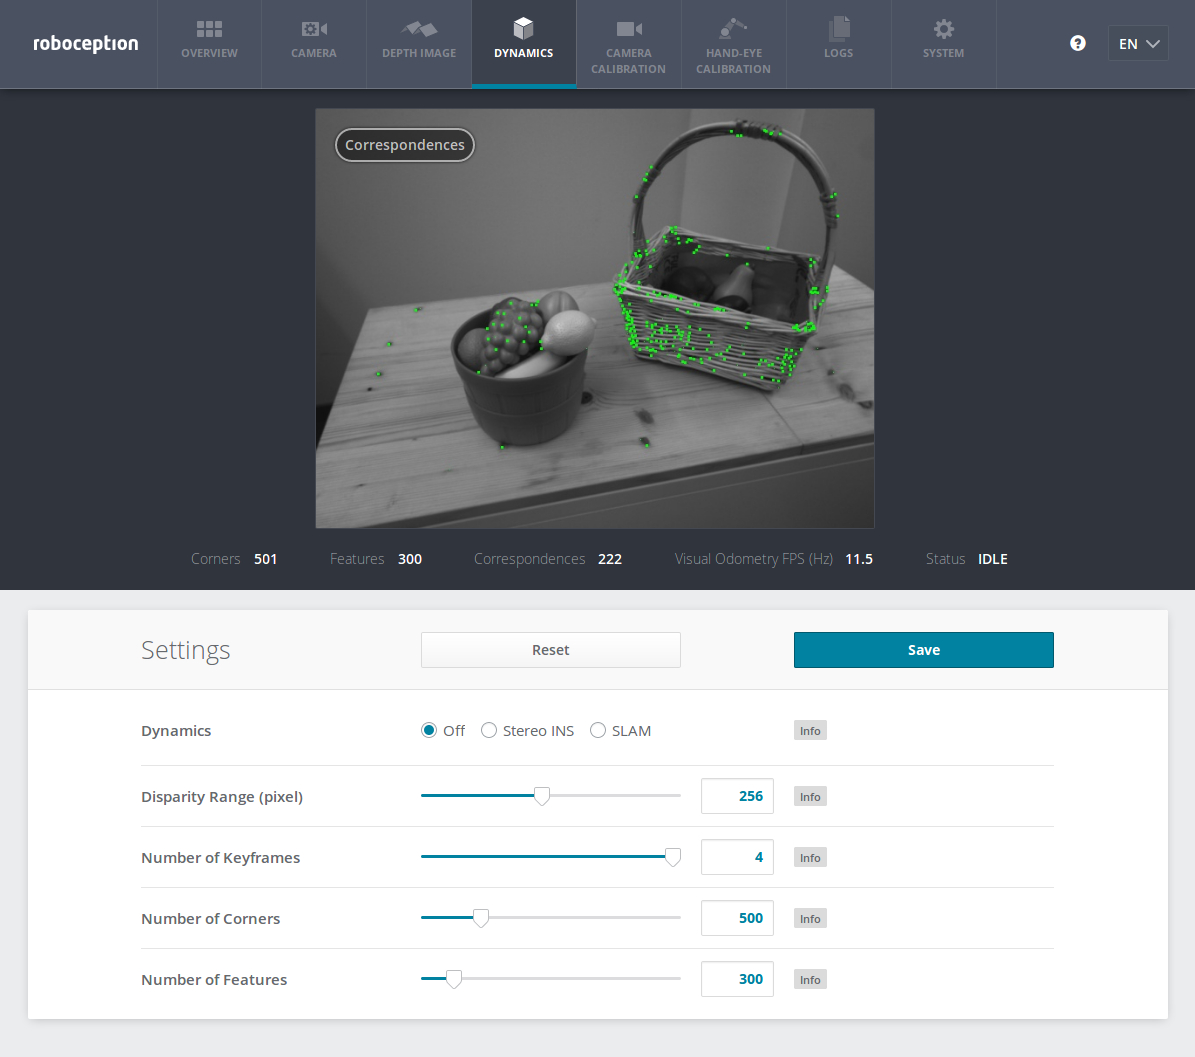 roboception
OVERVIEW
CAMERA
DEPTH IMAGE
DYNAMICS
CAMERA
CALIBRATION
HAND-EYE
CALIBRATION
LOGS
SYSTEM
?
EN
Correspondences
Corners 501 Features 300 Correspondences 222 Visual Odometry FPS (Hz) 11.5 Status IDLE
Settings Reset Save
Dynamics Off Stereo INS SLAM Info
Disparity Range (pixel) 256 Info
Number of Keyframes 4 Info
Number of Corners 500 Info
Number of Features 300 Info